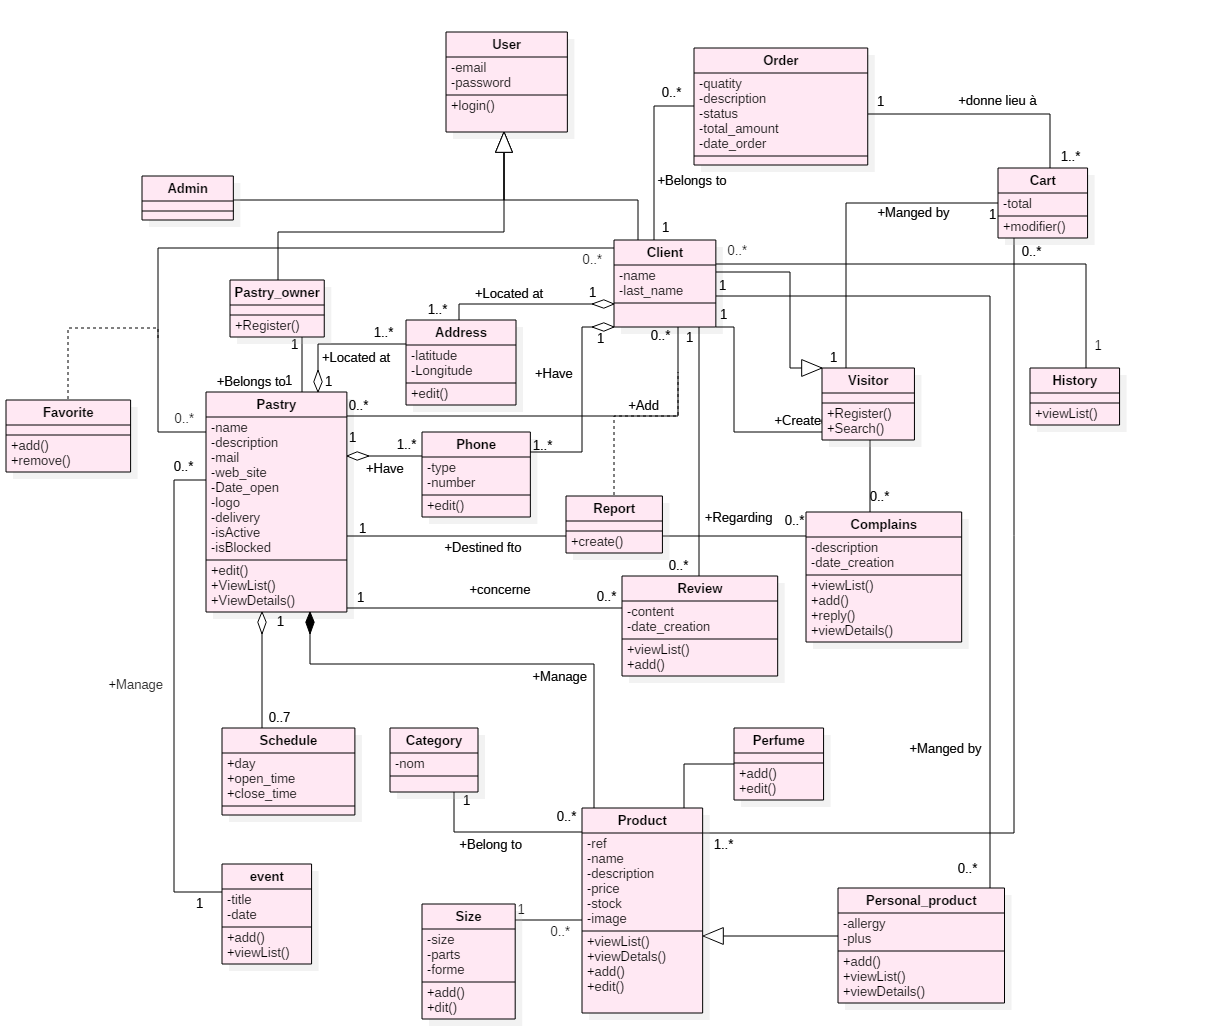 User
-email
-password
+login()
Order
-quatity
-description
-status
-total_amount
-date_order
0..*
1
+donne lieu à
1..*
Admin
+Belongs to
1
Cart
-total
+modifier()
+Manged by
1
0..*
Client
-name
-last_name
0..*
0..*
Pastry_owner
+Register()
1
+Located at
1
1..*
Address
-latitude
-Longitude
+edit()
1..*
+Located at
1
1
1
1
0..*
1
Visitor
+Register()
+Search()
1
History
+viewList()
1
+Have
+Belongs to
1
1
Favorite
+add()
+remove()
Pastry
-name
-description
-mail
-web_site
-Date_open
-logo
-delivery
-isActive
-isBlocked
+edit()
+ViewList()
+ViewDetails()
0..*
0..*
0..*
+Add
+Create
1
1..*
+Have
Phone
-type
-number
+edit()
1..*
0..*
Report
+create()
+Regarding
0..*
Complains
-description
-date_creation
+viewList()
+add()
+reply()
+viewDetails()
1
+Destined fto
0..*
+concerne
1
0..*
Review
-content
-date_creation
+viewList()
+add()
1
+Manage
+Manage
0..7
Schedule
+day
+open_time
+close_time
Category
-nom
1
+Belong to
Perfume
+add()
+edit()
+Manged by
0..*
Product
-ref
-name
-description
-price
-stock
-image
+viewList()
+viewDetals()
+add()
+edit()
1..*
0..*
event
-title
-date
+add()
+viewList()
1
Size
-size
-parts
-forme
+add()
+dit()
1
0..*
Personal_product
-allergy
-plus
+add()
+viewList()
+viewDetails()